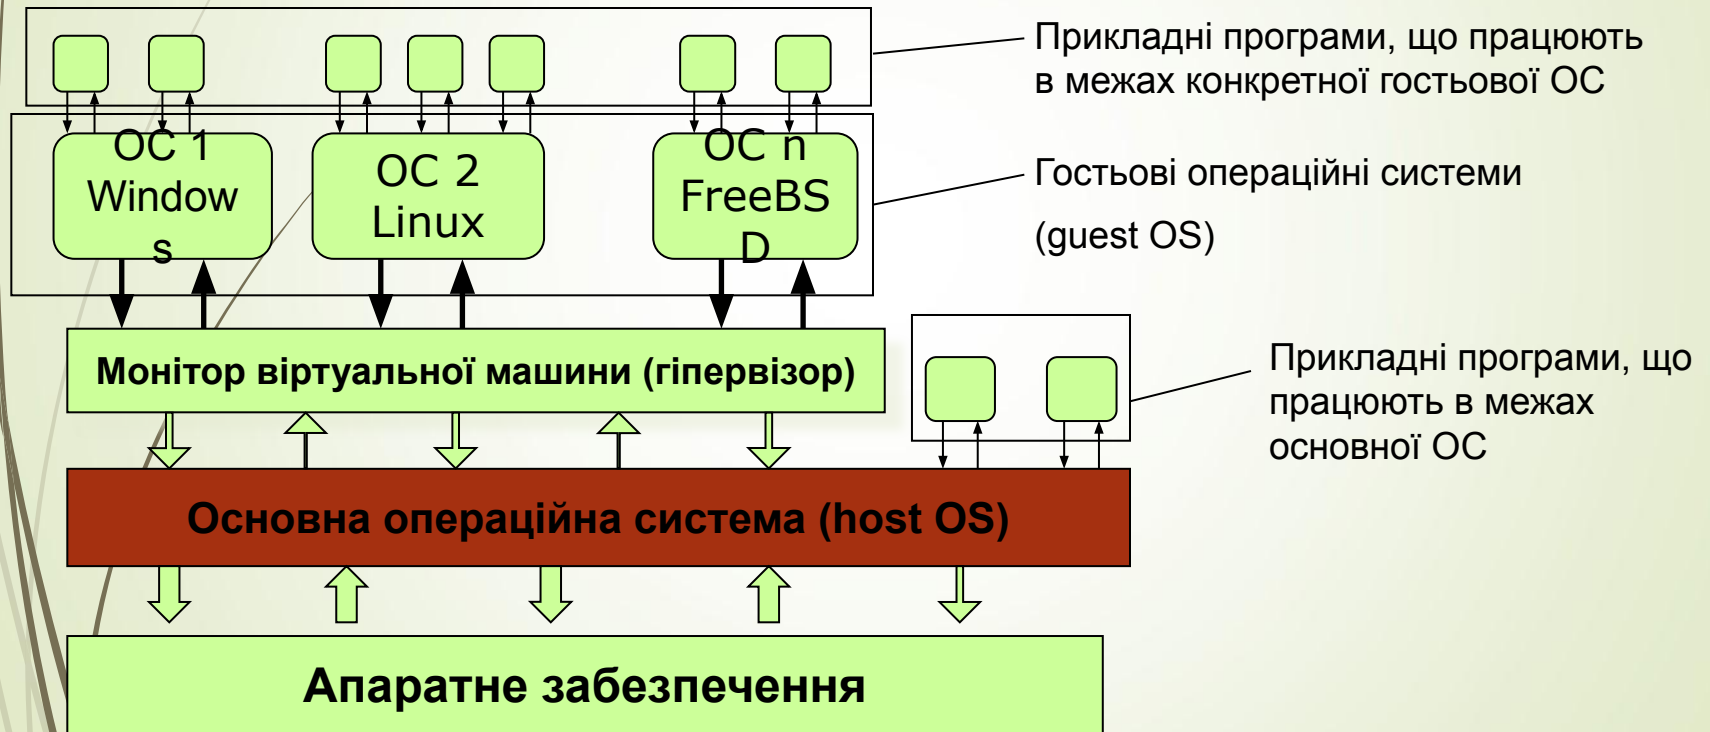 Прикладні програми, що працюють
в межах конкретної гостьової ОС
ОС 1
Window
s
ОС 2
Linux
ОС n
FreeBS
D
Гостьові операційні системи
(guest OS)
Монітор віртуальної машини (гіпервізор)
Прикладні програми, що
працюють в межах
основної ОС
Основна операційна система (host OS)
Апаратне забезпечення